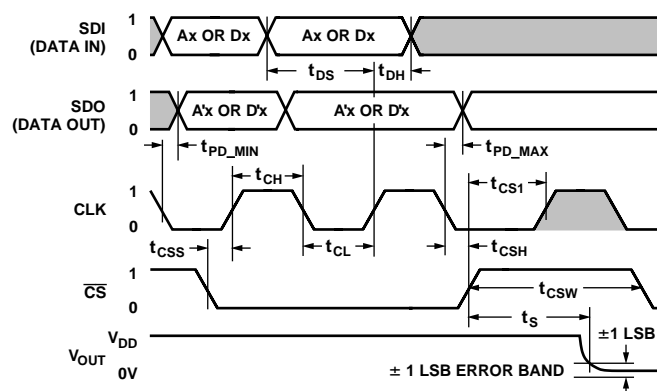 SDI
(DATA IN)
1
0
Ax OR Dx
Ax OR Dx
tDS
tDH
SDO
(DATA OUT)
1
0
A'x OR D'x
A'x OR D'x
tPD_MIN
tPD_MAX
tCH
tCS1
CLK
1
0
tCSS
tCL
tCSH
CS
1
0
tCSW
tS
VOUT
VDD
0V
±1 LSB
± 1 LSB ERROR BAND